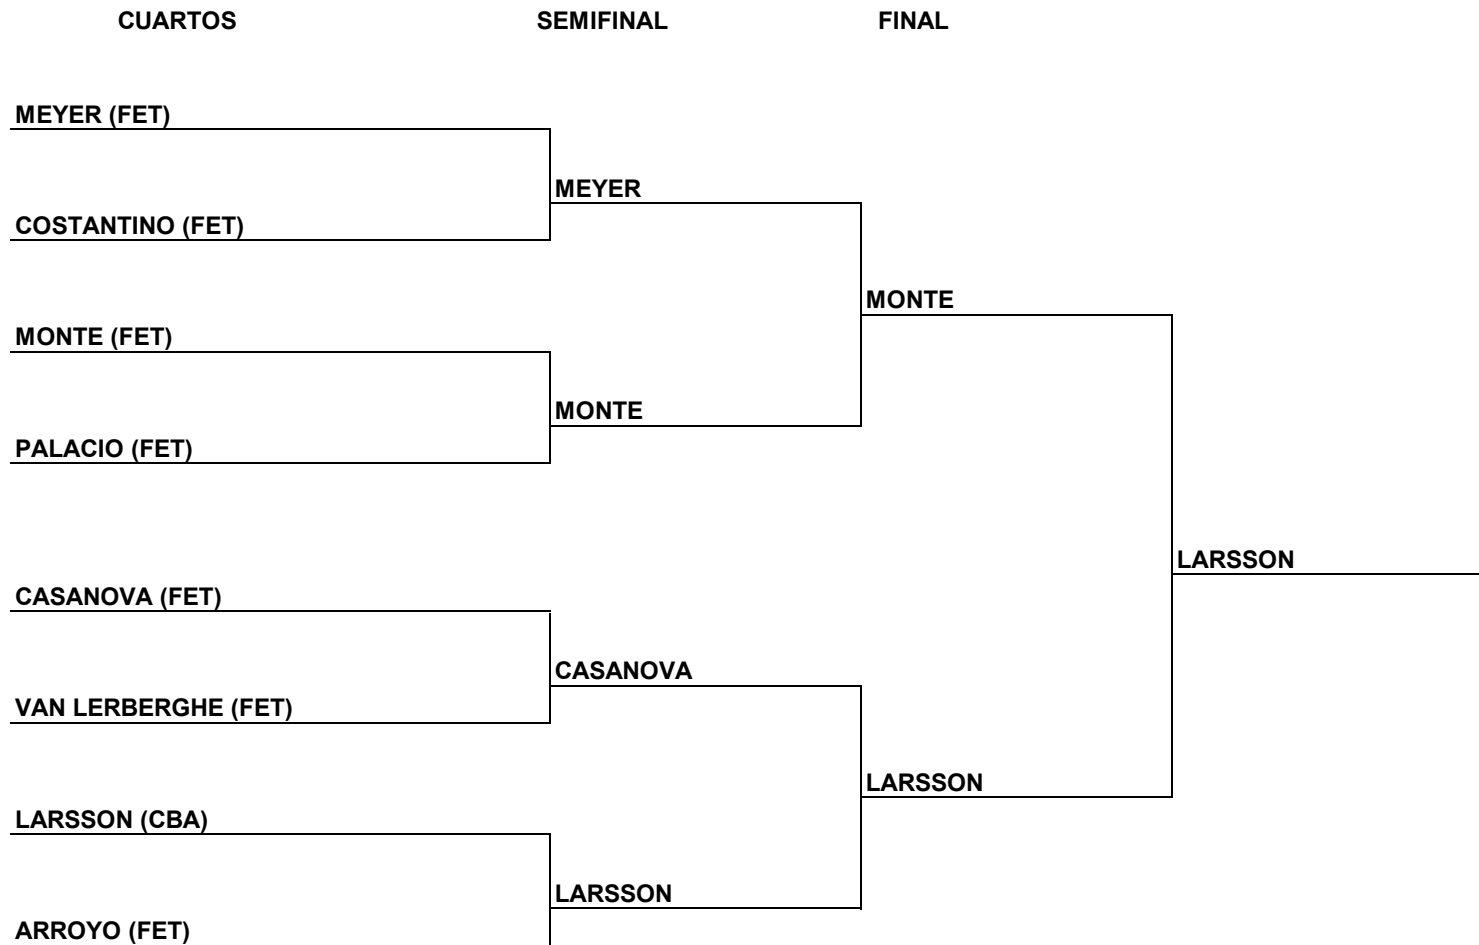 CUARTOS SEMIFINAL FINAL
MEYER (FET)
MEYER
COSTANTINO (FET)
MONTE
MONTE (FET)
MONTE
PALACIO (FET)
LARSSON
CASANOVA (FET)
CASANOVA
VAN LERBERGHE (FET)
LARSSON
LARSSON (CBA)
LARSSON
ARROYO (FET)